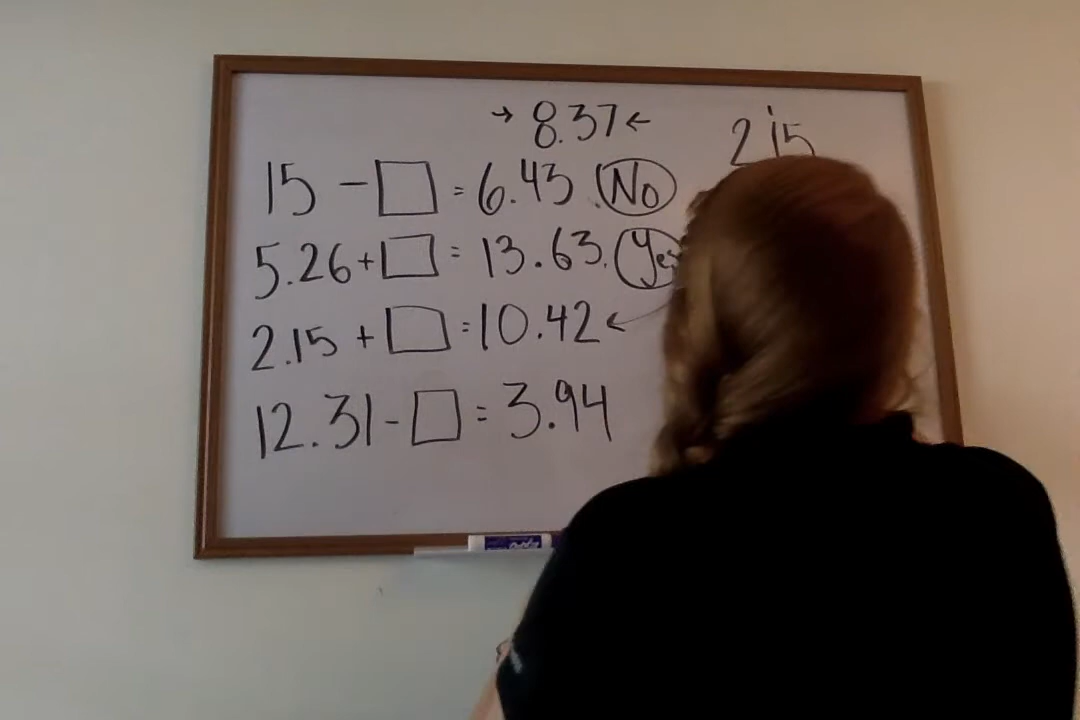 → 8.37 ←
2 15
15 - □ = 6.43 No
5.26 + □ = 13.63. Yes
2.15 + □ = 10.42 ←
12.31 - □ = 3.94